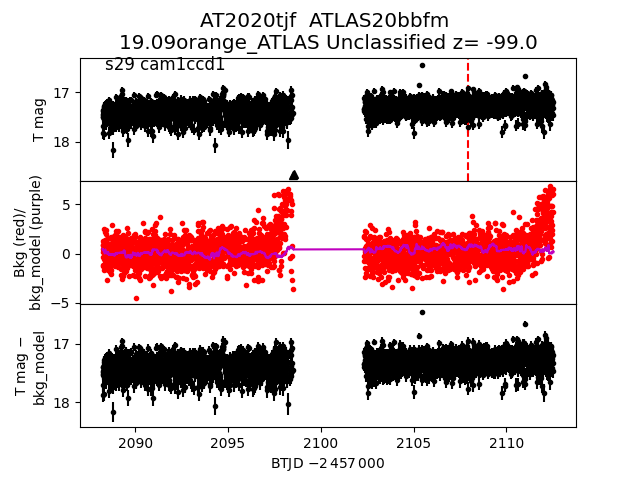 AT2020tjf  ATLAS20bbfm
19.09orange_ATLAS Unclassified z= -99.0
s29 cam1ccd1
17
18
T mag
5
0
−5
Bkg (red)/
bkg_model (purple)
17
18
T mag −
bkg_model
2090
2095
2100
2105
2110
BTJD −2 457 000